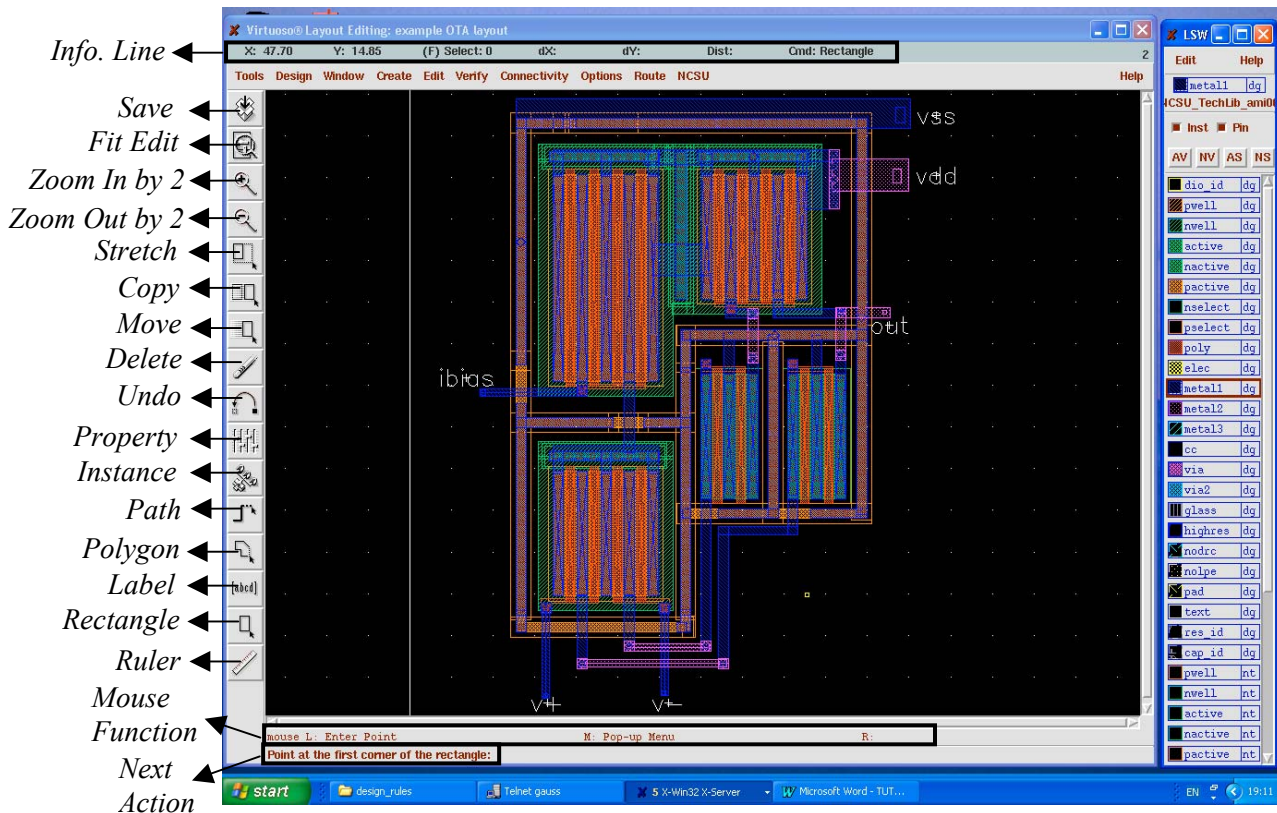 Virtuoso® Layout Editing: example OTA layout
Info. Line
X: 47.70 Y: 14.85 (F) Select: 0 dX: dY: Dist: Cmd: Rectangle 2
Tools Design Window Create Edit Verify Connectivity Options Route NCSU Help
Save
Fit Edit
Zoom In by 2
Zoom Out by 2
Stretch
Copy
Move
Delete
Undo
Property
Instance
Path
Polygon
Label
[abcd]
Rectangle
Ruler
Mouse
Function
Next
Action
vss
vdd
out
ibias
v+
v-
mouse L: Enter Point M: Pop-up Menu R:
Point at the first corner of the rectangle:
LSW
Edit Help
metal1 dg
NCSU_TechLib_ami0
Inst Pin
AV NV AS NS
dio_id dg
pwell dg
nwell dg
active dg
nactive dg
pactive dg
nselect dg
pselect dg
poly dg
elec dg
metal1 dg
metal2 dg
metal3 dg
cc dg
via dg
via2 dg
glass dg
highres dg
nodrc dg
nolpe dg
pad dg
text dg
res_id dg
cap_id dg
pwell nt
nwell nt
active nt
nactive nt
pactive nt
start design_rules Telnet gauss 5 X-Win32 X-Server Microsoft Word - TUT... EN 19:11